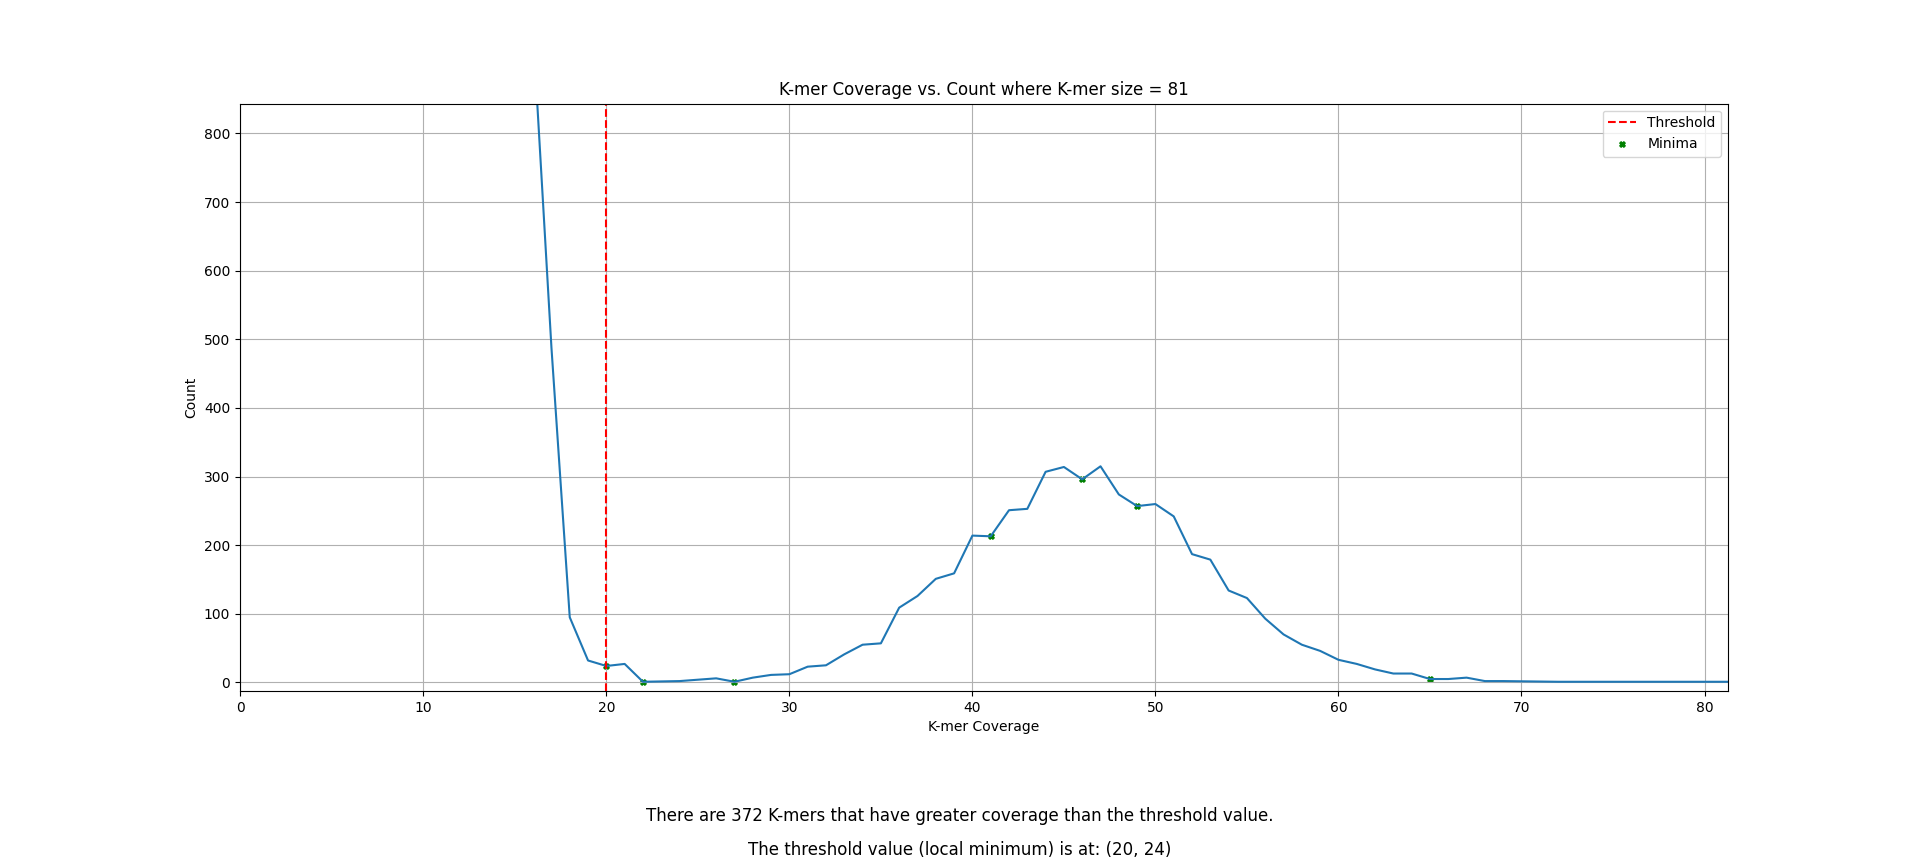 K-mer Coverage vs. Count where K-mer size = 81
Threshold
Minima
800
700
600
500
400
300
200
100
0
Count
0 10 20 30 40 50 60 70 80
K-mer Coverage
There are 372 K-mers that have greater coverage than the threshold value.
The threshold value (local minimum) is at: (20, 24)